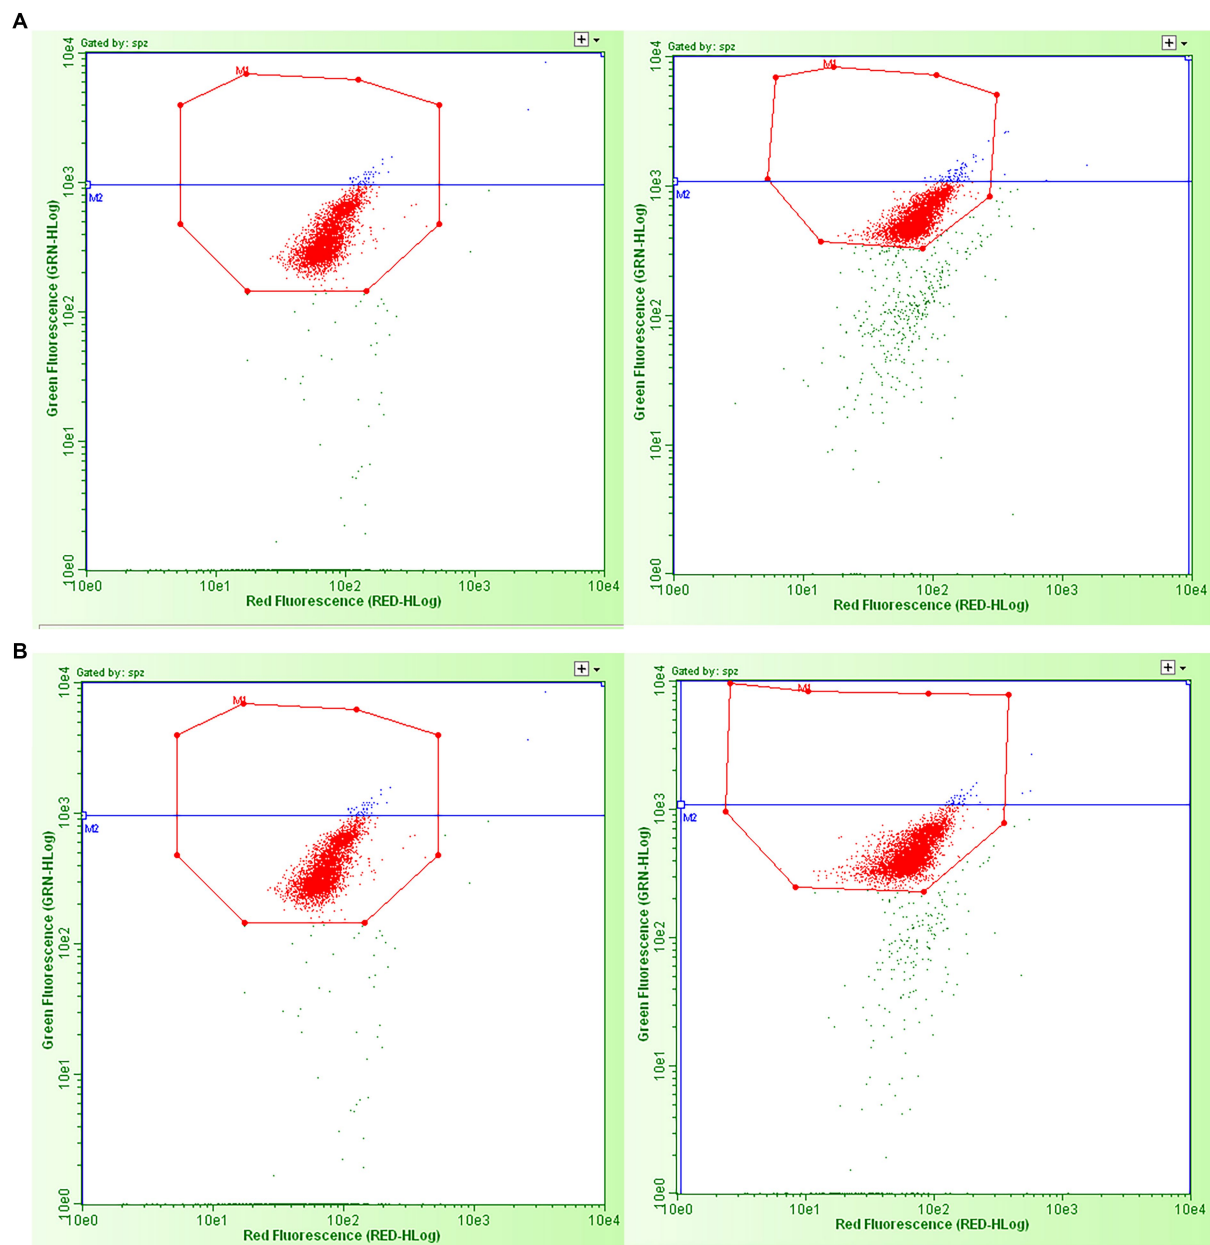 A
Gated by: spz
+
Gated by: spz
+
10e4
10e3
10e2
10e1
10e0
Green Fluorescence (GRN-HLog)
M1
M2
10e0 10e1 10e2 10e3 10e4
Red Fluorescence (RED-HLog)
10e4
10e3
10e2
10e1
10e0
Green Fluorescence (GRN-HLog)
M1
M2
10e0 10e1 10e2 10e3 10e4
Red Fluorescence (RED-HLog)
B
Gated by: spz
+
Gated by: spz
+
10e4
10e3
10e2
10e1
10e0
Green Fluorescence (GRN-HLog)
M1
M2
10e0 10e1 10e2 10e3 10e4
Red Fluorescence (RED-HLog)
10e4
10e3
10e2
10e1
10e0
Green Fluorescence (GRN-HLog)
M1
M2
10e0 10e1 10e2 10e3 10e4
Red Fluorescence (RED-HLog)